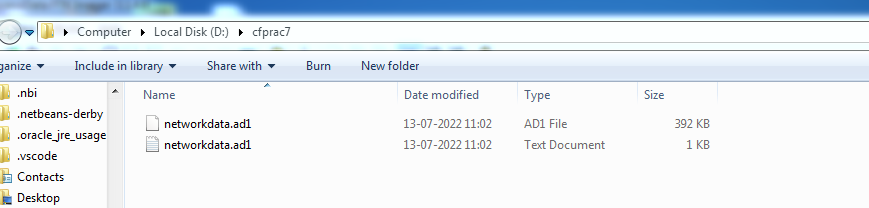 Computer Local Disk (D:) cfprac7
ganize Include in library Share with Burn New folder
.nbi
.netbeans-derby
.oracle_jre_usage
.vscode
Contacts
Desktop
Name Date modified Type Size
networkdata.ad1 13-07-2022 11:02 AD1 File 392 KB
networkdata.ad1 13-07-2022 11:02 Text Document 1 KB